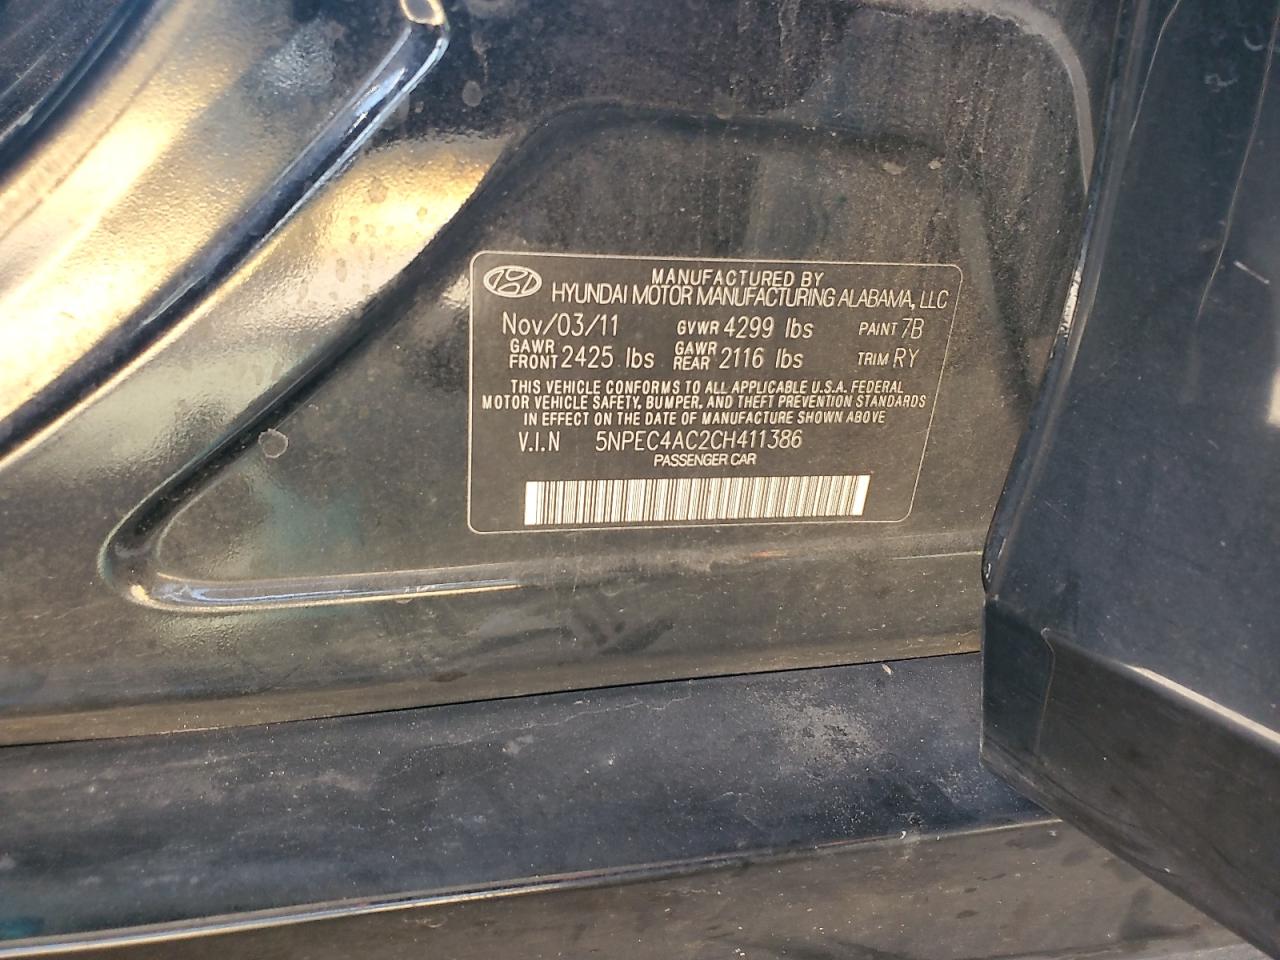 MANUFACTURED BY
HYUNDAI MOTOR MANUFACTURING ALABAMA, LLC
Nov/03/11 GVWR 4299 lbs PAINT 7B
GAWR FRONT 2425 lbs GAWR REAR 2116 lbs TRIM RY
THIS VEHICLE CONFORMS TO ALL APPLICABLE U.S.A. FEDERAL
MOTOR VEHICLE SAFETY, BUMPER, AND THEFT PREVENTION STANDARDS
IN EFFECT ON THE DATE OF MANUFACTURE SHOWN ABOVE
V.I.N 5NPEC4AC2CH411386
PASSENGER CAR